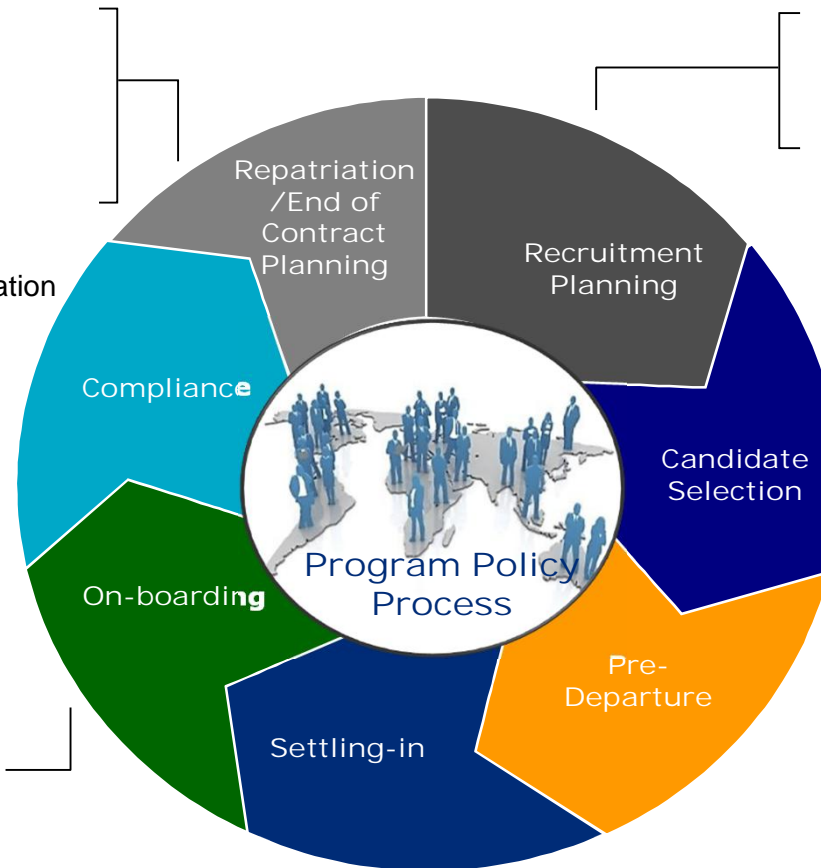 Repatriation
/End of
Contract
Planning
Recruitment
Planning
ation
Compliance
Candidate
Selection
Program Policy
Process
On-boarding
Pre-
Departure
Settling-in